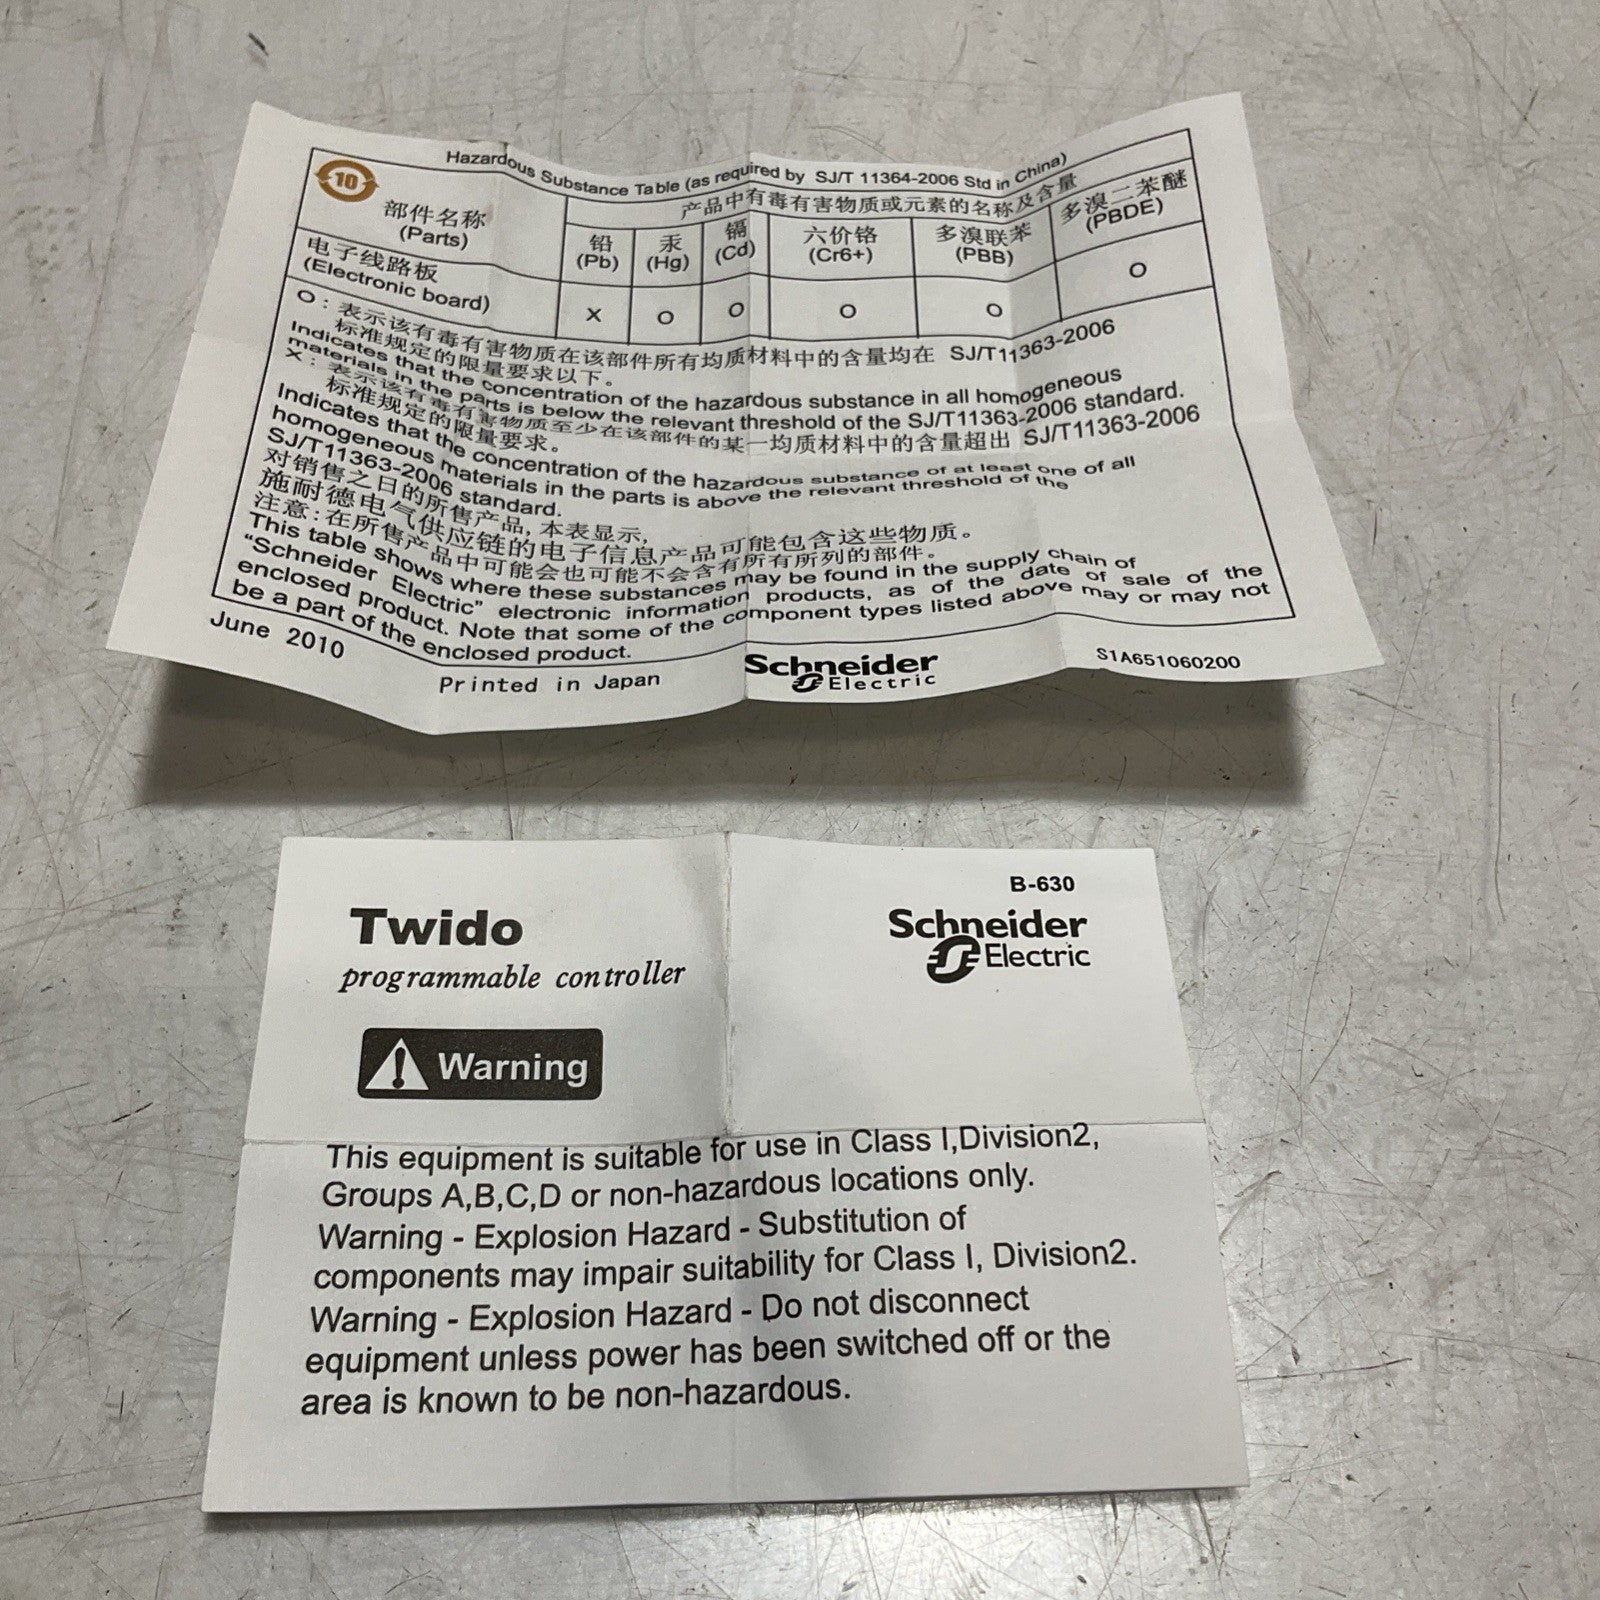 Hazardous Substance Table (as required by SJ/T 11364-2006 Std in China)
10
部件名称
(Parts)
产品中有毒有害物质或元素的名称及含量
铅
(Pb)
汞
(Hg)
镉
(Cd)
六价铬
(Cr6+)
多溴联苯
(PBB)
多溴二苯醚
(PBDE)
电子线路板
(Electronic board)
X O O O O O
O：表示该有毒有害物质在该部件所有均质材料中的含量均在 SJ/T11363-2006
标准规定的限量要求以下。
Indicates that the concentration of the hazardous substance in all homogeneous
materials in the parts is below the relevant threshold of the SJ/T11363-2006 standard.
X：表示该有毒有害物质至少在该部件的某一均质材料中的含量超出 SJ/T11363-2006
标准规定的限量要求。
Indicates that the concentration of the hazardous substance of at least one of all
homogeneous materials in the parts is above the relevant threshold of the
SJ/T11363-2006 standard.
对销售之日的所售产品, 本表显示,
施耐德电气供应链的电子信息产品可能包含这些物质。
注意:在所售产品中可能会也可能不会含有所有所列的部件。
This table shows where these substances may be found in the supply chain of
“Schneider Electric” electronic information products, as of the date of sale of the
enclosed product. Note that some of the component types listed above may or may not
be a part of the enclosed product.
June 2010
Printed in Japan
Schneider
Electric
S1A651060200
B-630
Twido
programmable controller
Schneider
Electric
Warning
This equipment is suitable for use in Class I,Division2,
Groups A,B,C,D or non-hazardous locations only.
Warning - Explosion Hazard - Substitution of
components may impair suitability for Class I, Division2.
Warning - Explosion Hazard - Do not disconnect
equipment unless power has been switched off or the
area is known to be non-hazardous.